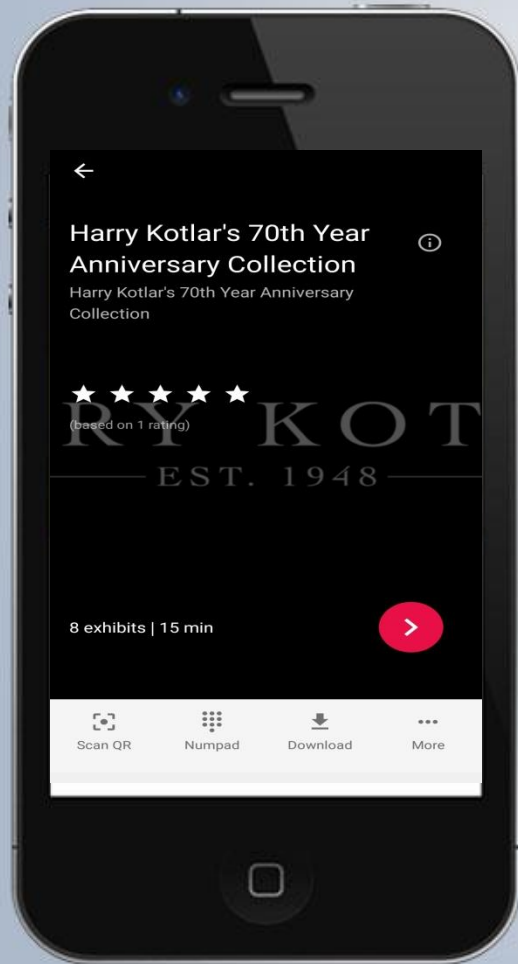 Harry Kotlar's 70th Year
Anniversary Collection
Harry Kotlar's 70th Year Anniversary
Collection
(based on 1 rating)
RY KOT
EST. 1948
8 exhibits | 15 min
Scan QR
Numpad
Download
More